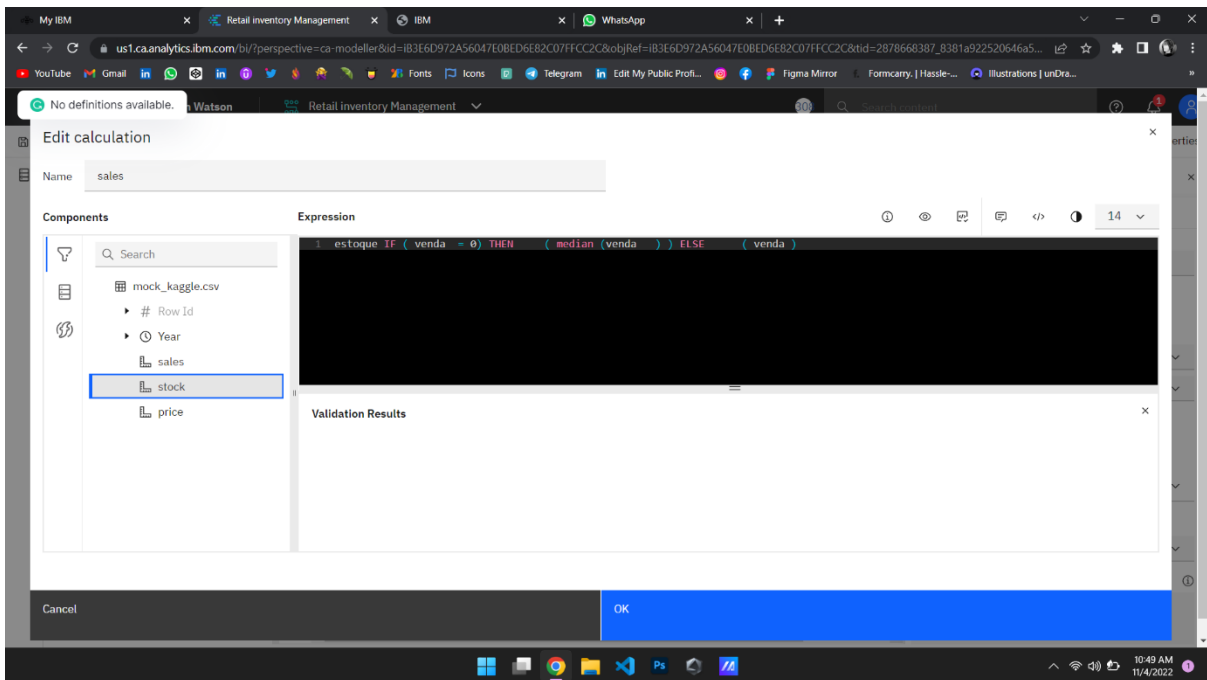 My IBM
Retail inventory Management
IBM
WhatsApp
us1.ca.analytics.ibm.com/bi/?perspective=ca-modeller&id=iB3E6D972A56047E0BED6E82C07FFCC2C&objRef=iB3E6D972A56047E0BED6E82C07FFCC2C&tid=2878668387_8381a922520646a5...
YouTube
Gmail
Fonts
Icons
Telegram
Edit My Public Profi...
Figma Mirror
Formcarry. | Hassle-...
Illustrations | unDra...
»
No definitions available.
Watson
Retail inventory Management
Search content
Edit calculation
Name
sales
Components
Expression
14
Search
mock_kaggle.csv
# Row Id
Year
sales
stock
price
1 estoque IF ( venda = 0) THEN ( median (venda ) ) ELSE ( venda )
Validation Results
Cancel
OK
Ps
10:49 AM
11/4/2022
1